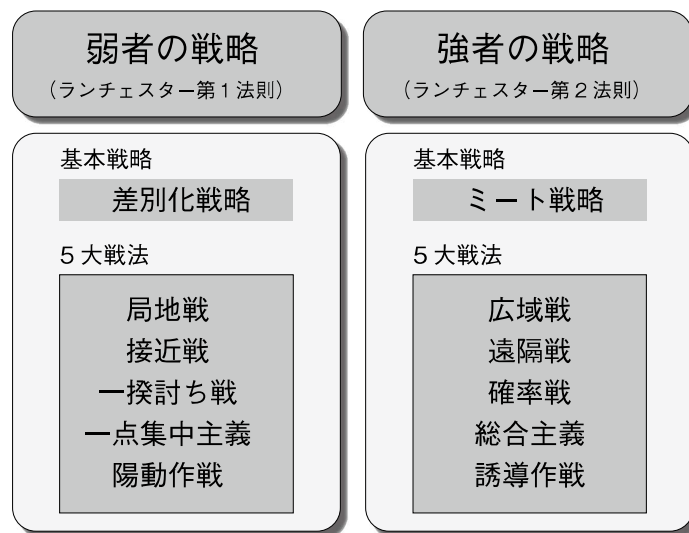 弱者の戦略
（ランチェスター第１法則）
基本戦略
差別化戦略
５大戦法
局地戦
接近戦
一揆討ち戦
一点集中主義
陽動作戦
強者の戦略
（ランチェスター第２法則）
基本戦略
ミート戦略
５大戦法
広域戦
遠隔戦
確率戦
総合主義
誘導作戦